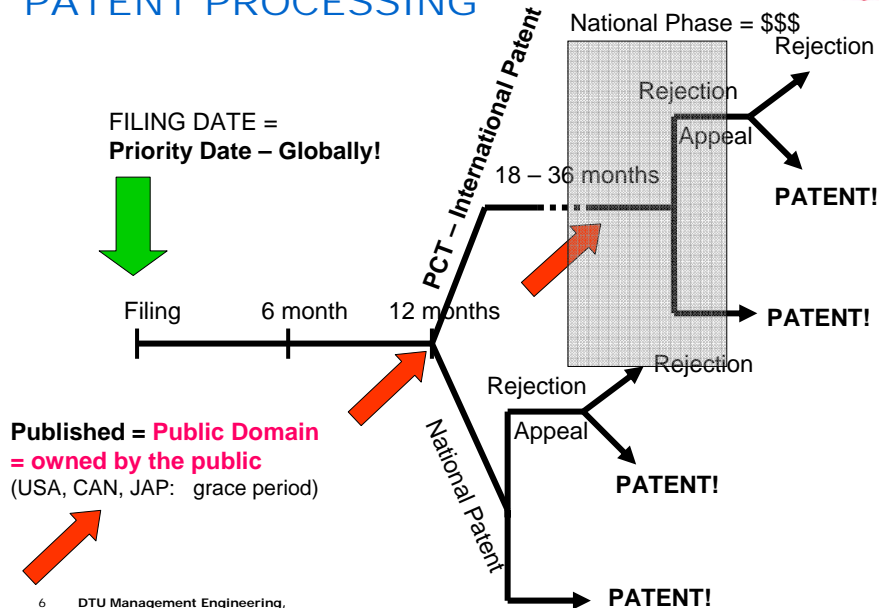 PATENT PROCESSING
National Phase = $$$
Rejection
Rejection
Appeal
PATENT!
FILING DATE =
Priority Date – Globally!
PCT – International Patent
18 – 36 months
PATENT!
Filing
6 month
12 months
Rejection
Rejection
Appeal
PATENT!
National Patent
PATENT!
Published = Public Domain
= owned by the public
(USA, CAN, JAP: grace period)
6 DTU Management Engineering,